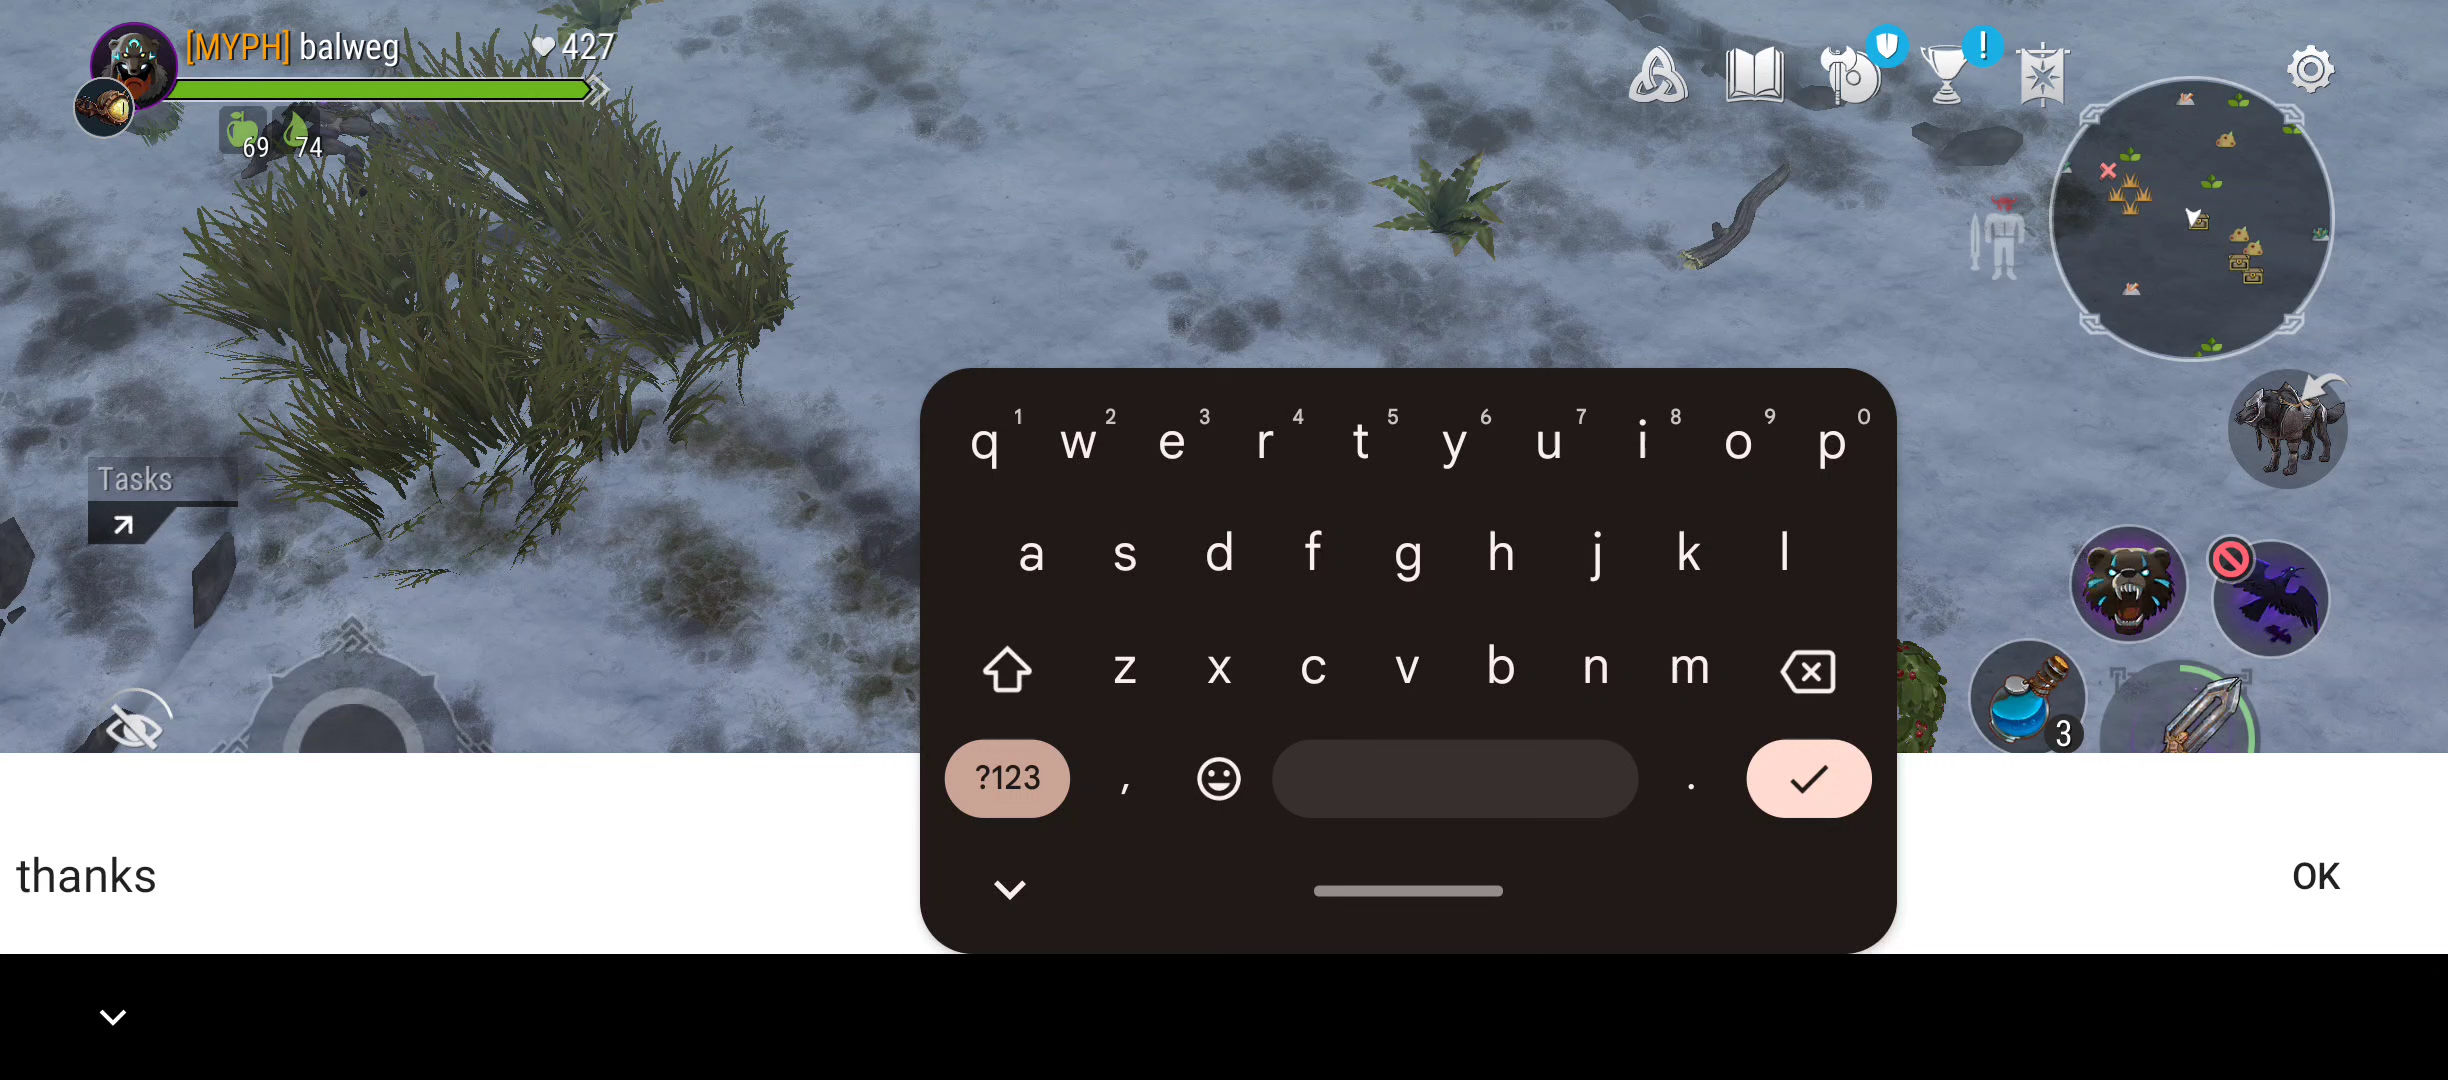 [MYPH] balweg 427
69 74
Tasks
q 1 w 2 e 3 r 4 t 5 y 6 u 7 i 8 o 9 p 0
a s d f g h j k l
z x c v b n m
3
?123 , .
thanks
OK